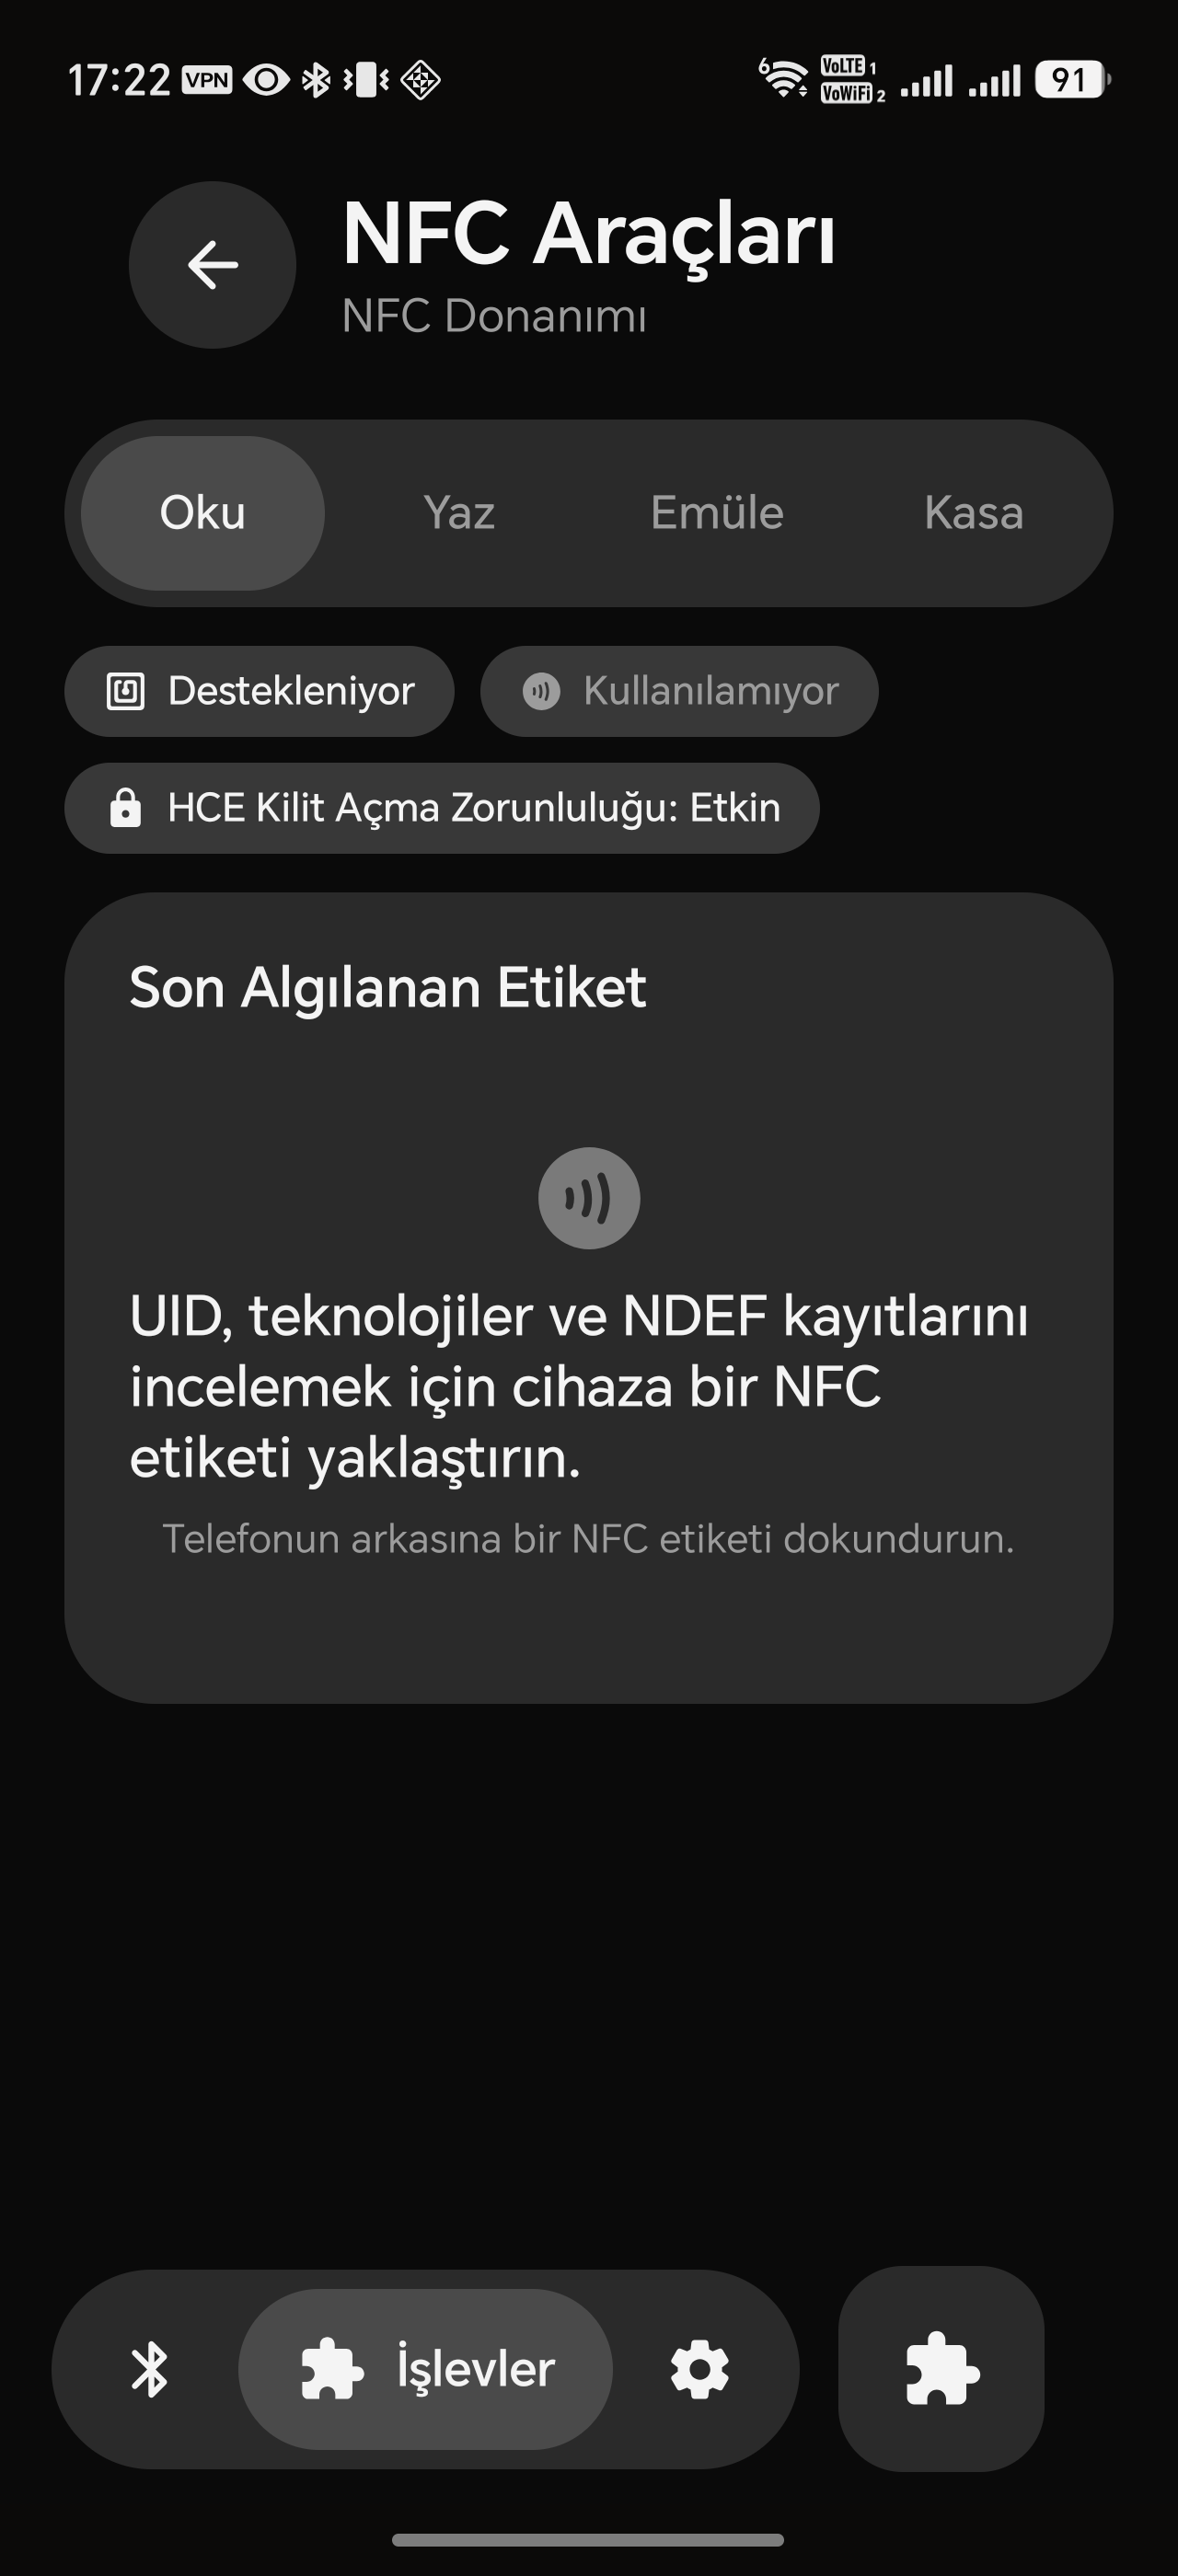 17:22 VPN 6 VoLTE 1 VoWiFi 2 91
NFC Araçları
NFC Donanımı
Oku Yaz Emüle Kasa
Destekleniyor Kullanılamıyor
HCE Kilit Açma Zorunluluğu: Etkin
Son Algılanan Etiket
UID, teknolojiler ve NDEF kayıtlarını
incelemek için cihaza bir NFC
etiketi yaklaştırın.
Telefonun arkasına bir NFC etiketi dokundurun.
İşlevler